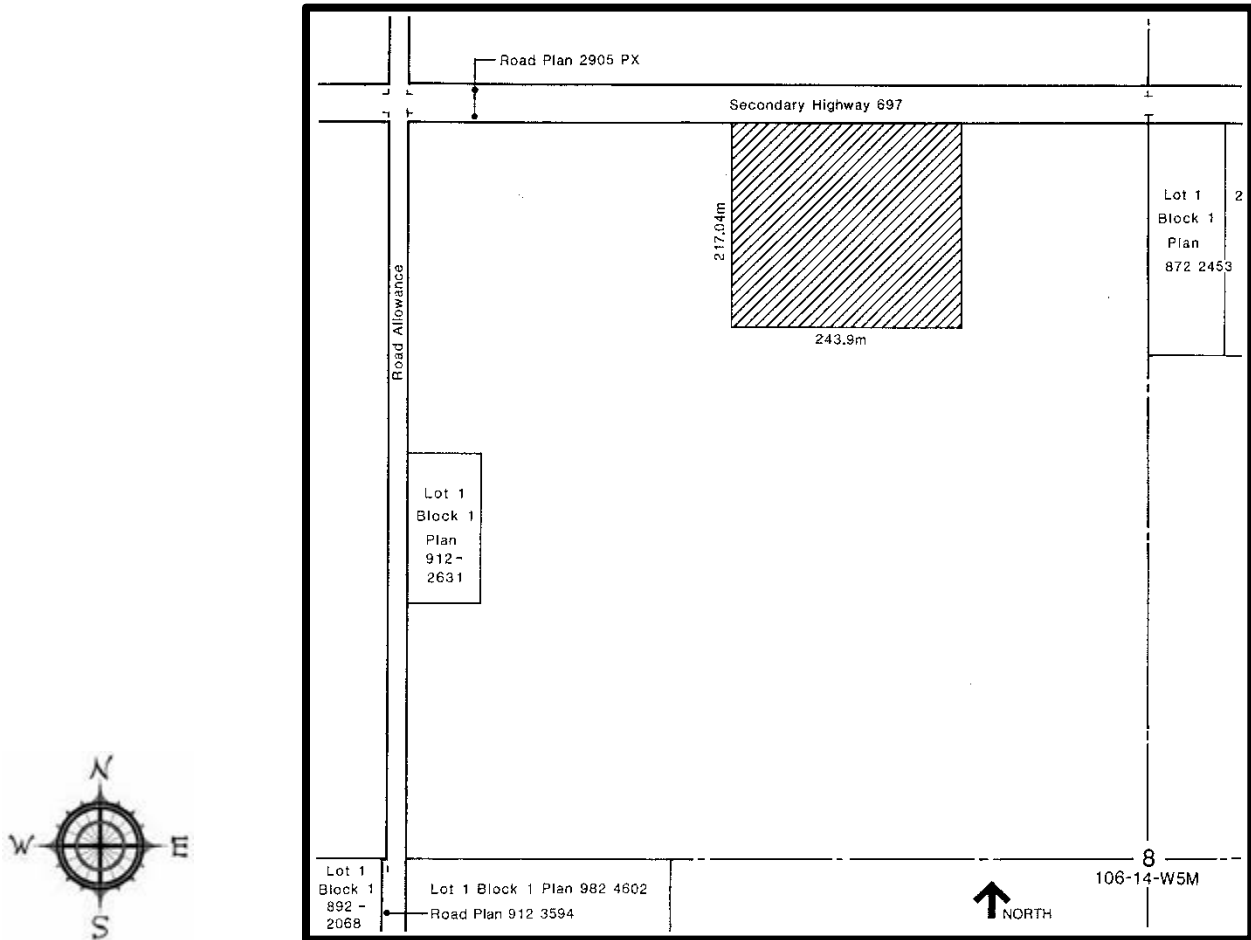 Road Plan 2905 PX
Secondary Highway 697
217.04m
243.9m
Lot 1
Block 1
Plan
872 2453
2
Road Allowance
Lot 1
Block 1
Plan
912-
2631
N
W
E
S
Lot 1
Block 1
892 -
2068
Lot 1 Block 1 Plan 982 4602
Road Plan 912 3594
NORTH
8
106-14-W5M